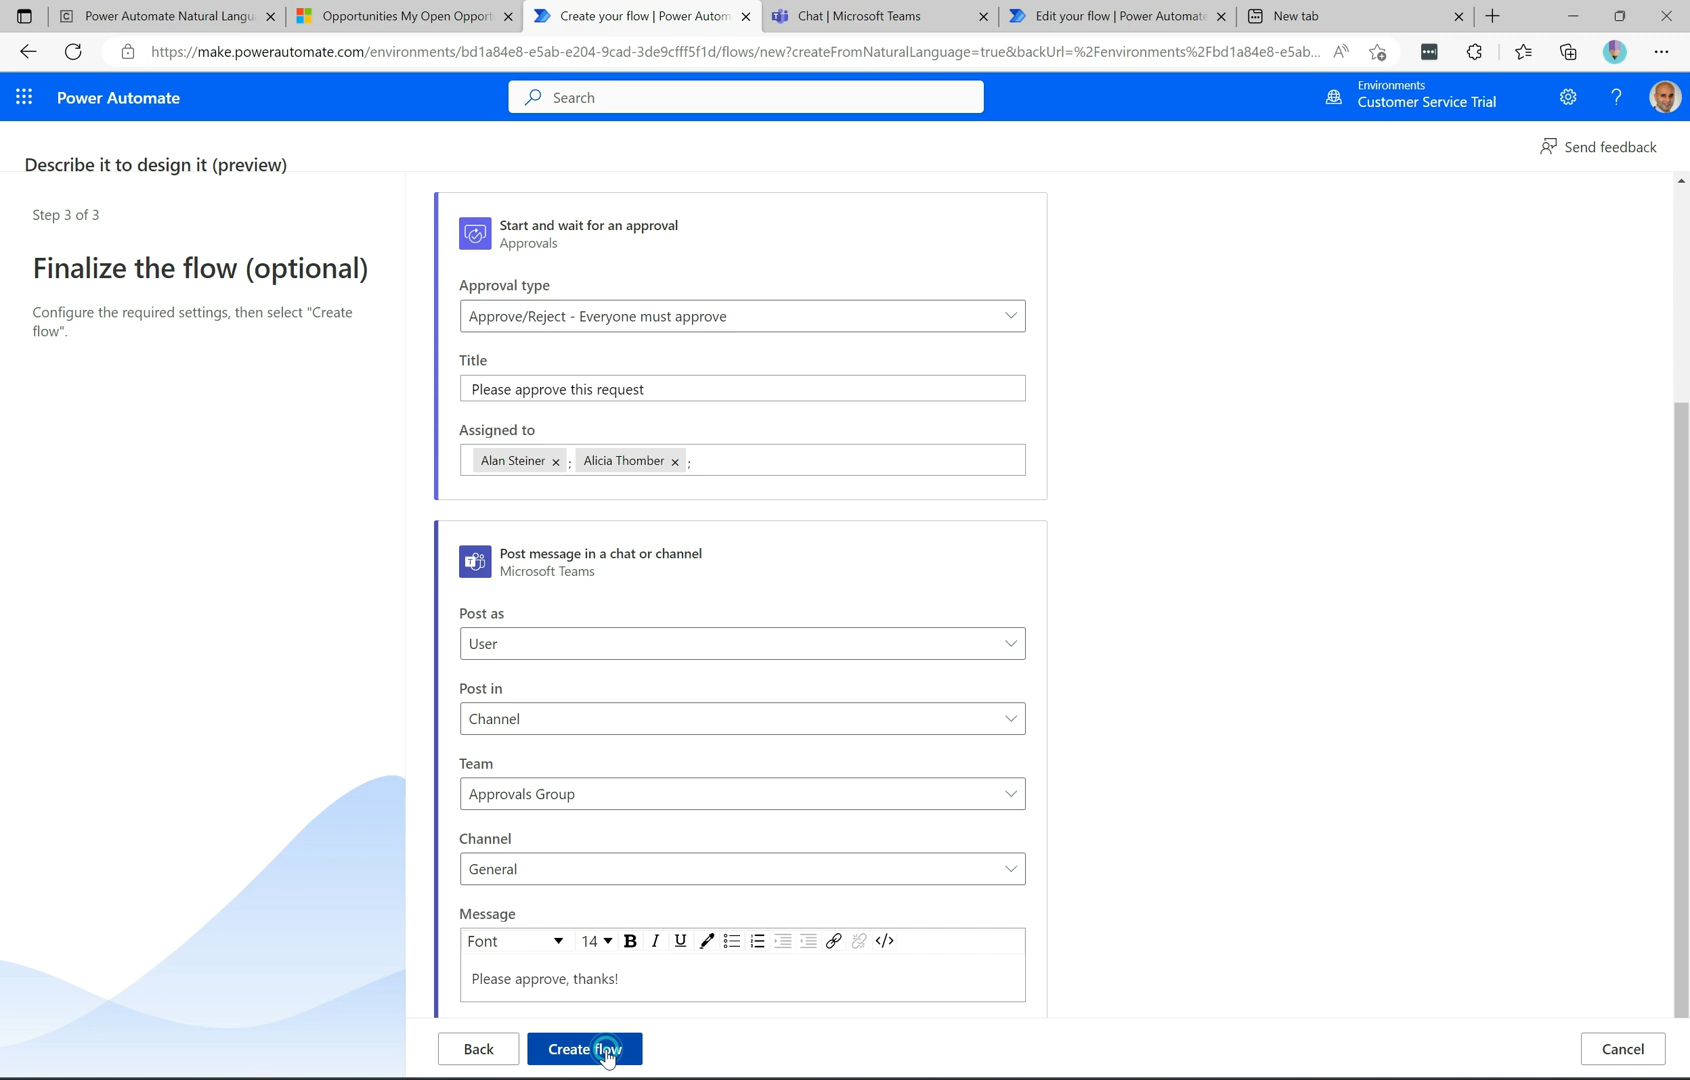 Power Automate Natural Langu
Opportunities My Open Opport
Create your flow | Power Autom
Chat | Microsoft Teams
Edit your flow | Power Automate
New tab
https://make.powerautomate.com/environments/bd1a84e8-e5ab-e204-9cad-3de9cfff5f1d/flows/new?createFromNaturalLanguage=true&backUrl=%2Fenvironments%2Fbd1a84e8-e5ab...
Power Automate
Search
Environments
Customer Service Trial
Send feedback
Describe it to design it (preview)
Step 3 of 3
Finalize the flow (optional)
Configure the required settings, then select "Create
flow".
Start and wait for an approval
Approvals
Approval type
Approve/Reject - Everyone must approve
Title
Please approve this request
Assigned to
Alan Steiner × ; Alicia Thomber × ;
Post message in a chat or channel
Microsoft Teams
Post as
User
Post in
Channel
Team
Approvals Group
Channel
General
Message
Font 14 B I U </>
Please approve, thanks!
Back
Create flow
Cancel